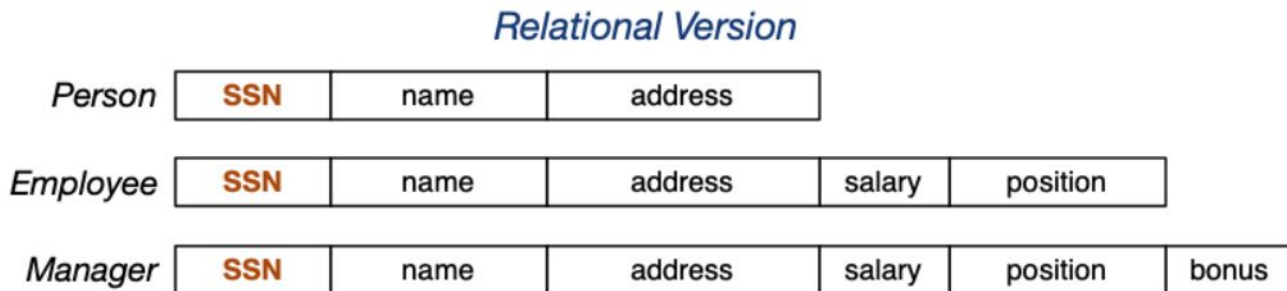 Relational Version
Person SSN name address
Employee SSN name address salary position
Manager SSN name address salary position bonus